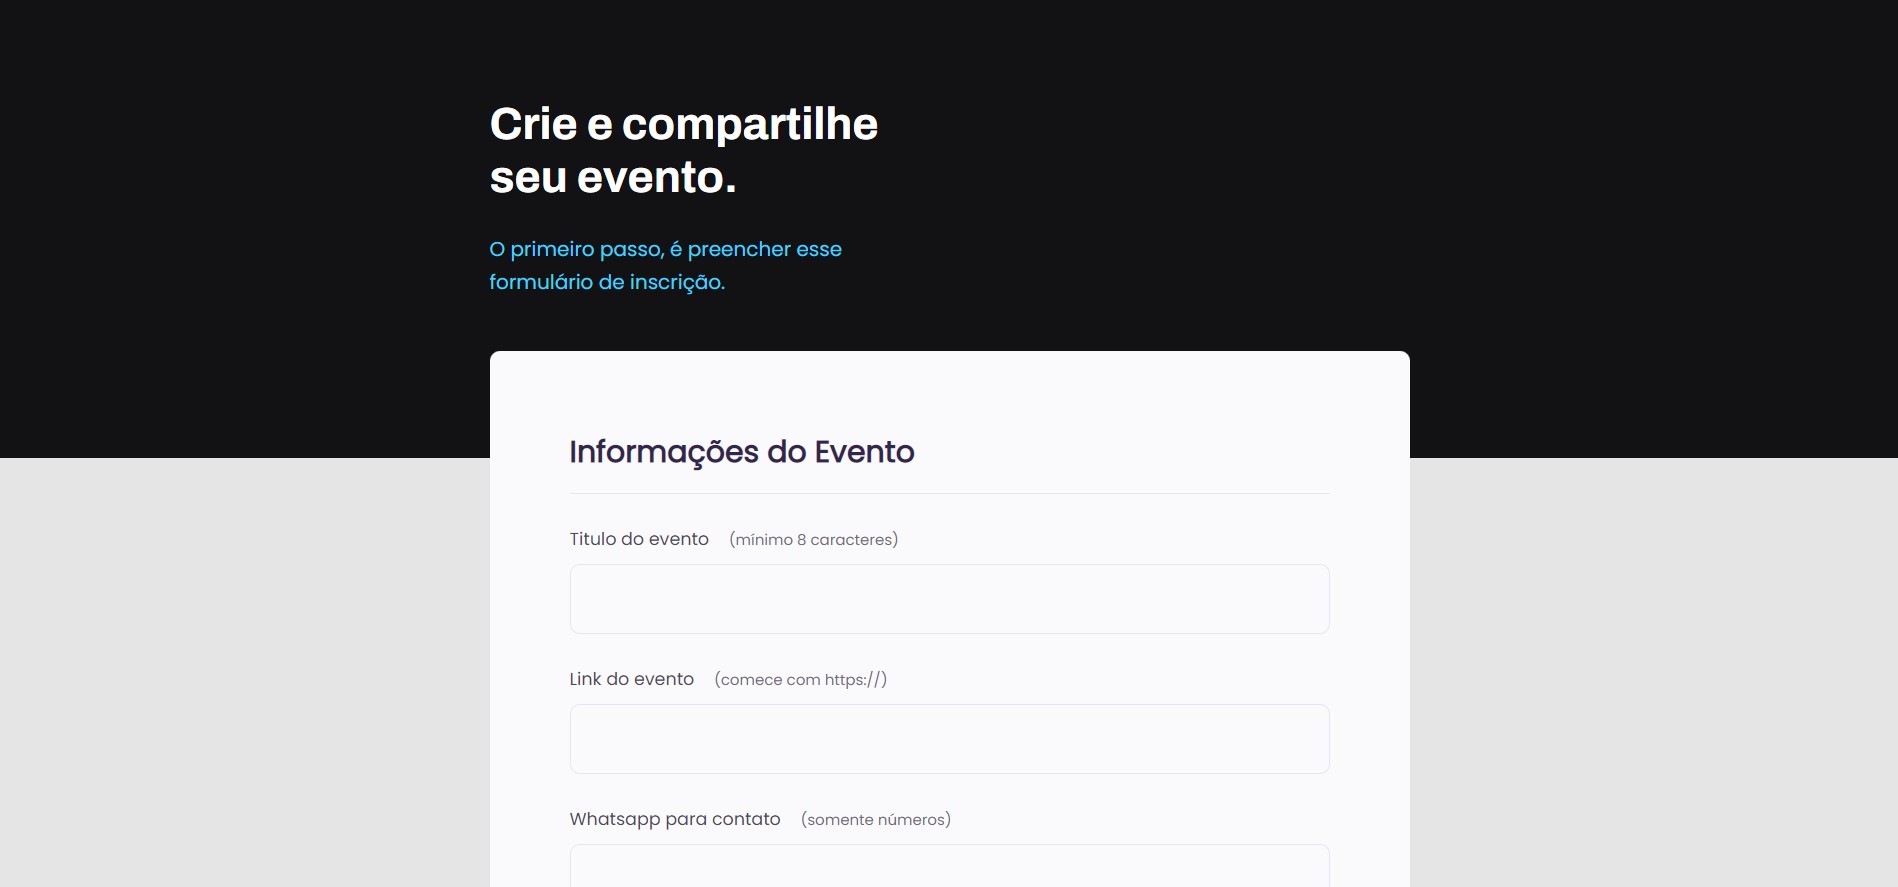 Crie e compartilhe
seu evento.
O primeiro passo, é preencher esse
formulário de inscrição.
Informações do Evento
Titulo do evento (mínimo 8 caracteres)
Link do evento (comece com https://)
Whatsapp para contato (somente números)